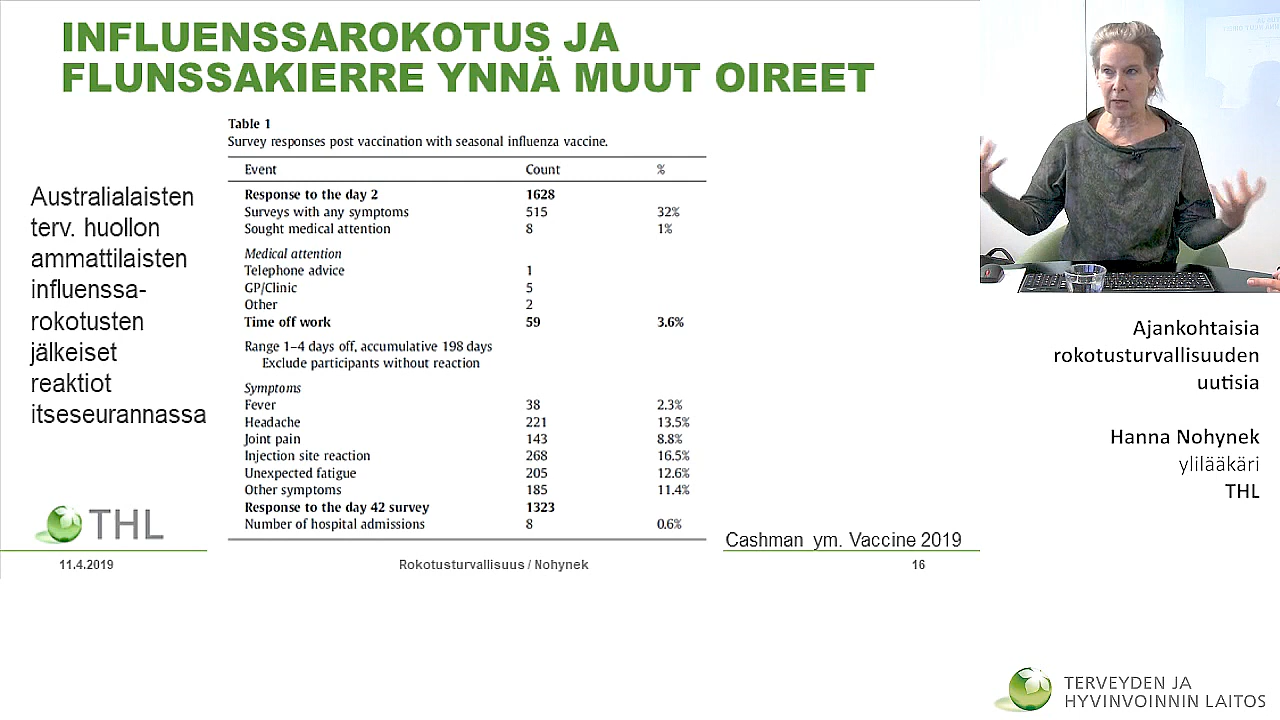 INFLUENSSAROKOTUS JA
FLUNSSAKIERRE YNNÄ MUUT OIREET
Australialaisten
terv. huollon
ammattilaisten
influenssa-
rokotusten
jälkeiset
reaktiot
itseseurannassa
Table 1
Survey responses post vaccination with seasonal influenza vaccine.
Event Count %
Response to the day 2 1628
Surveys with any symptoms 515 32%
Sought medical attention 8 1%
Medical attention
Telephone advice 1
GP/Clinic 5
Other 2
Time off work 59 3.6%
Range 1–4 days off, accumulative 198 days
Exclude participants without reaction
Symptoms
Fever 38 2.3%
Headache 221 13.5%
Joint pain 143 8.8%
Injection site reaction 268 16.5%
Unexpected fatigue 205 12.6%
Other symptoms 185 11.4%
Response to the day 42 survey 1323
Number of hospital admissions 8 0.6%
Cashman ym. Vaccine 2019
THL
11.4.2019 Rokotusturvallisuus / Nohynek 16
Ajankohtaisia
rokotusturvallisuuden
uutisia
Hanna Nohynek
ylilääkäri
THL
TERVEYDEN JA
HYVINVOINNIN LAITOS